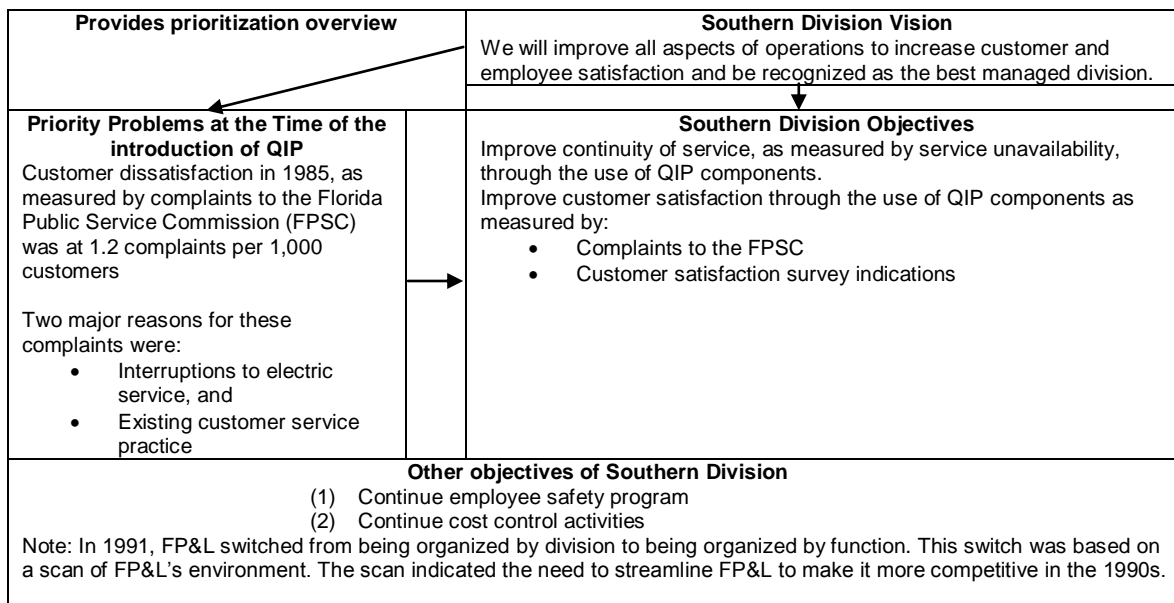 Provides prioritization overview
Southern Division Vision
We will improve all aspects of operations to increase customer and
employee satisfaction and be recognized as the best managed division.
Priority Problems at the Time of the
introduction of QIP
Customer dissatisfaction in 1985, as
measured by complaints to the Florida
Public Service Commission (FPSC)
was at 1.2 complaints per 1,000
customers
Two major reasons for these
complaints were:
• Interruptions to electric
service, and
• Existing customer service
practice
Southern Division Objectives
Improve continuity of service, as measured by service unavailability,
through the use of QIP components.
Improve customer satisfaction through the use of QIP components as
measured by:
• Complaints to the FPSC
• Customer satisfaction survey indications
Other objectives of Southern Division
(1) Continue employee safety program
(2) Continue cost control activities
Note: In 1991, FP&L switched from being organized by division to being organized by function. This switch was based on
a scan of FP&L's environment. The scan indicated the need to streamline FP&L to make it more competitive in the 1990s.